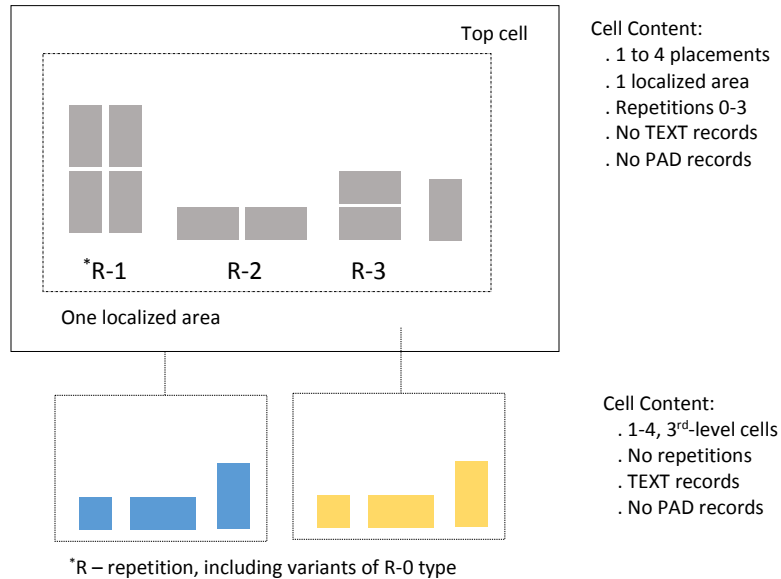 Top cell
*R-1
R-2
R-3
One localized area
Cell Content:
. 1 to 4 placements
. 1 localized area
. Repetitions 0-3
. No TEXT records
. No PAD records
Cell Content:
. 1-4, 3rd-level cells
. No repetitions
. TEXT records
. No PAD records
*R – repetition, including variants of R-0 type